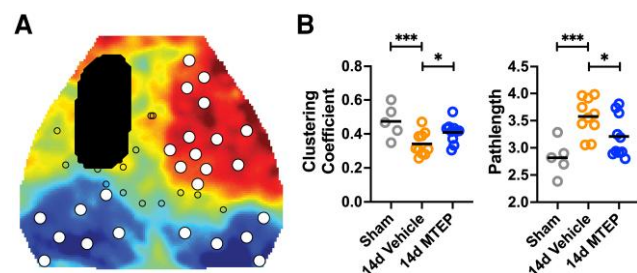 A
B
***
*
Clustering
Coefficient
0.8
0.6
0.4
0.2
0.0
Sham
14d Vehicle
14d MTEP
***
*
Pathlength
4.5
4.0
3.5
3.0
2.5
2.0
Sham
14d Vehicle
14d MTEP